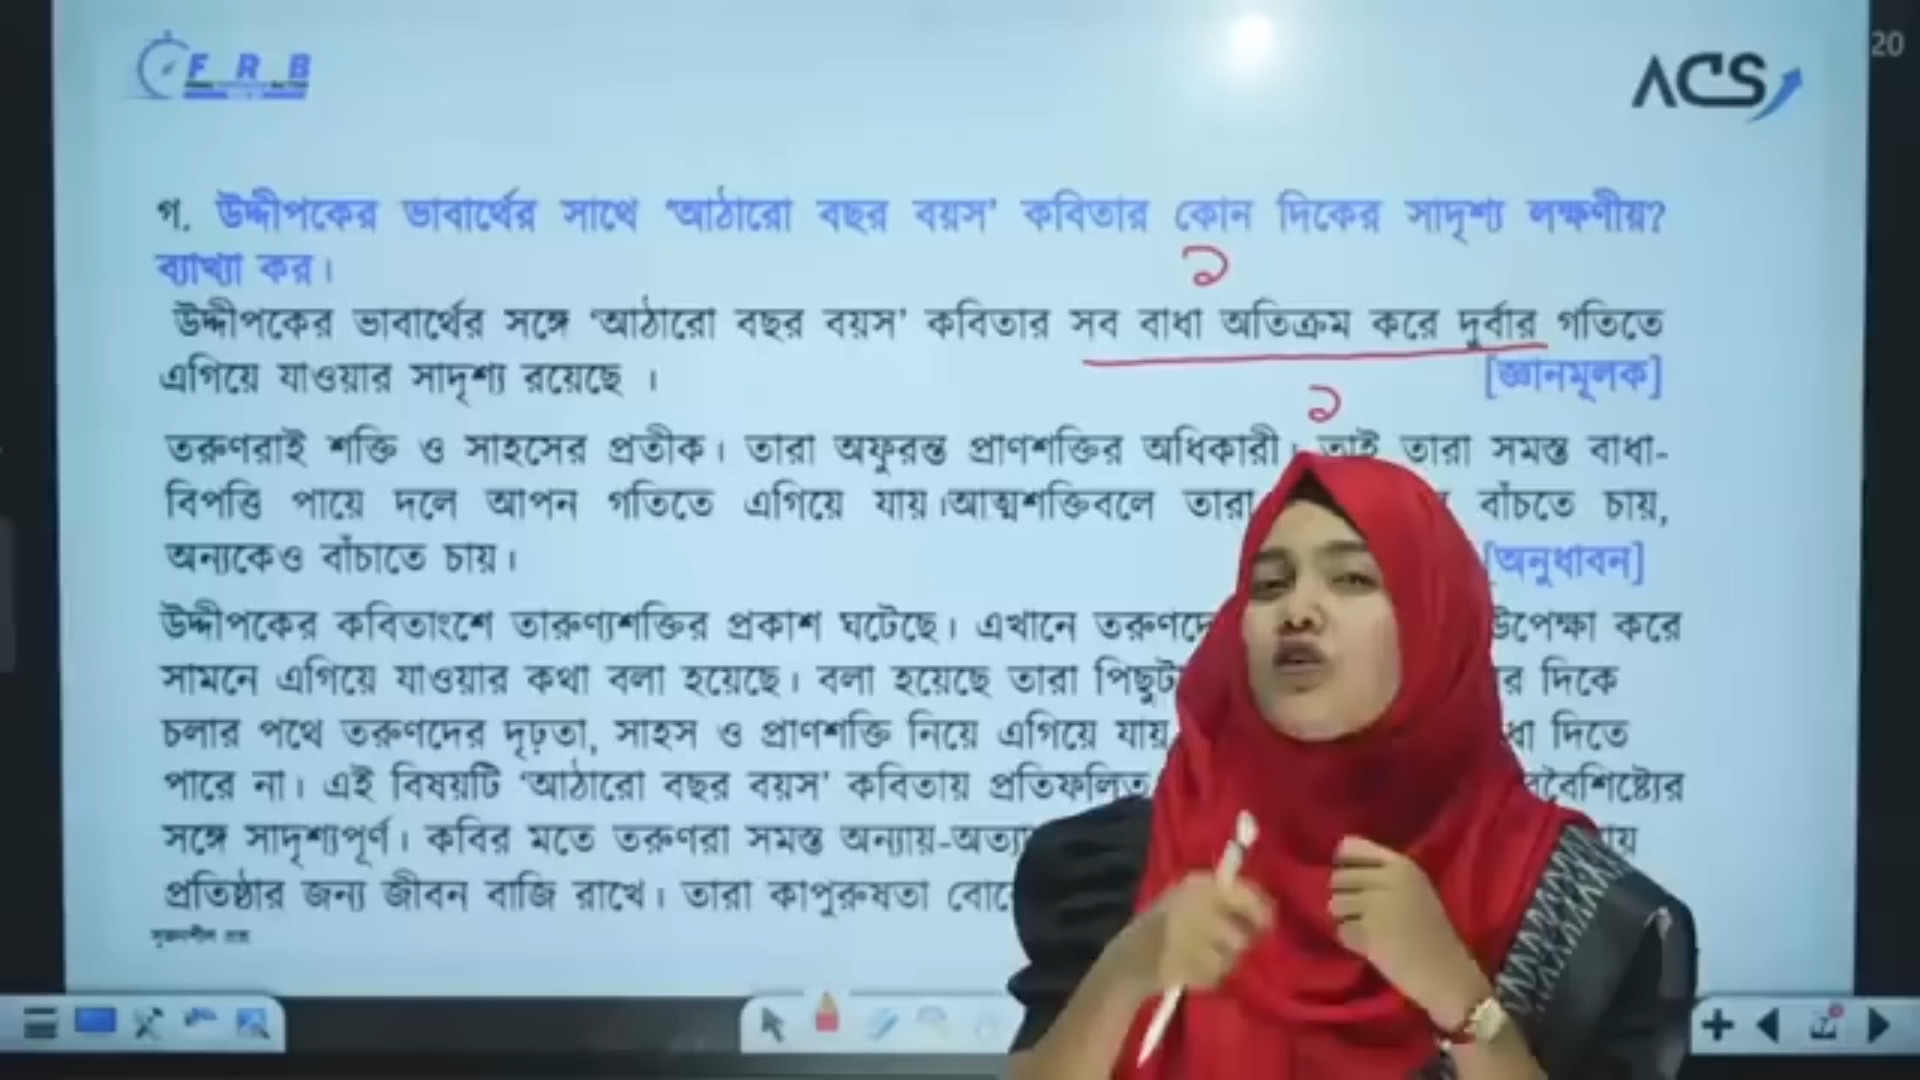 F R B
ACS
20
গ. উদ্দীপকের ভাবার্থের সাথে ‘আঠারো বছর বয়স’ কবিতার কোন দিকের সাদৃশ্য লক্ষণীয়?
ব্যাখ্যা কর।
১
উদ্দীপকের ভাবার্থের সঙ্গে ‘আঠারো বছর বয়স’ কবিতার সব বাধা অতিক্রম করে দুর্বার গতিতে
এগিয়ে যাওয়ার সাদৃশ্য রয়েছে । [জ্ঞানমূলক]
১
তরুণরাই শক্তি ও সাহসের প্রতীক। তারা অফুরন্ত প্রাণশক্তির অধিকারী। তাই তারা সমস্ত বাধা-
বিপত্তি পায়ে দলে আপন গতিতে এগিয়ে যায়।আত্মশক্তিবলে তারা বাঁচতে চায়,
অন্যকেও বাঁচাতে চায়। [অনুধাবন]
উদ্দীপকের কবিতাংশে তারুণ্যশক্তির প্রকাশ ঘটেছে। এখানে উপেক্ষা করে
সামনে এগিয়ে যাওয়ার কথা বলা হয়েছে। বলা হয়েছে তারা দিকে
চলার পথে তরুণদের দৃঢ়তা, সাহস ও প্রাণশক্তি নিয়ে এগিয়ে যায় দিতে
পারে না। এই বিষয়টি ‘আঠারো বছর বয়স’ কবিতায় প্রতিফলিত
সঙ্গে সাদৃশ্যপূর্ণ। কবির মতে তরুণরা সমস্ত
প্রতিষ্ঠার জন্য জীবন বাজি রাখে। তারা কাপুরুষতা
সৃজনশীল প্রশ্ন